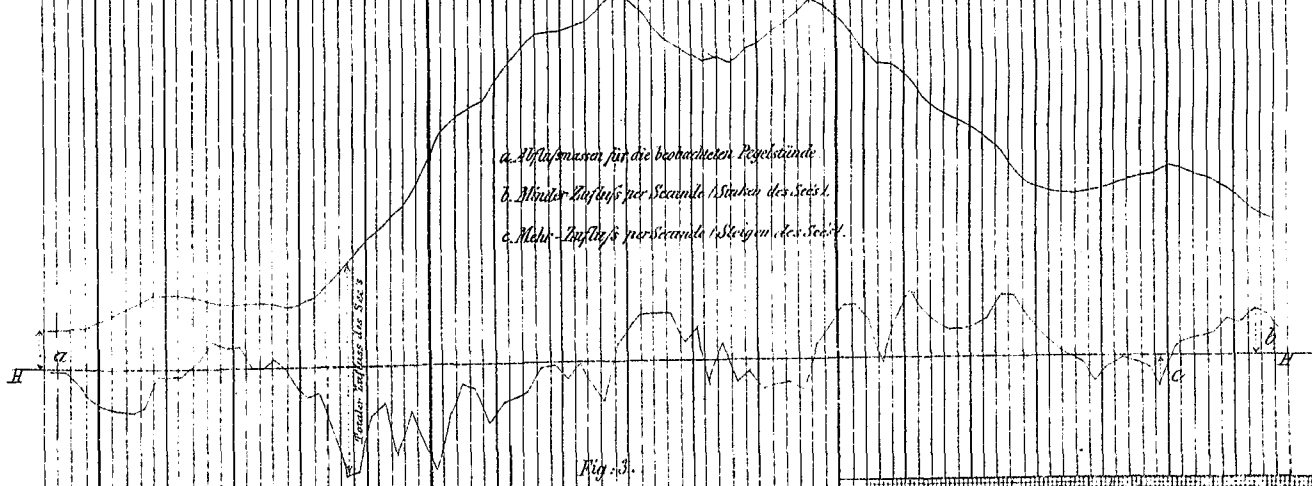 a. Abflußmassen für die beobachteten Pegelstände
b. Minder-Zufluß per Secunde (Sinken des See's).
c. Mehr-Zufluß per Secunde (Steigen des See's).
Totaler Zufluss des See's
a
b
H
H
c.
Fig. 3.